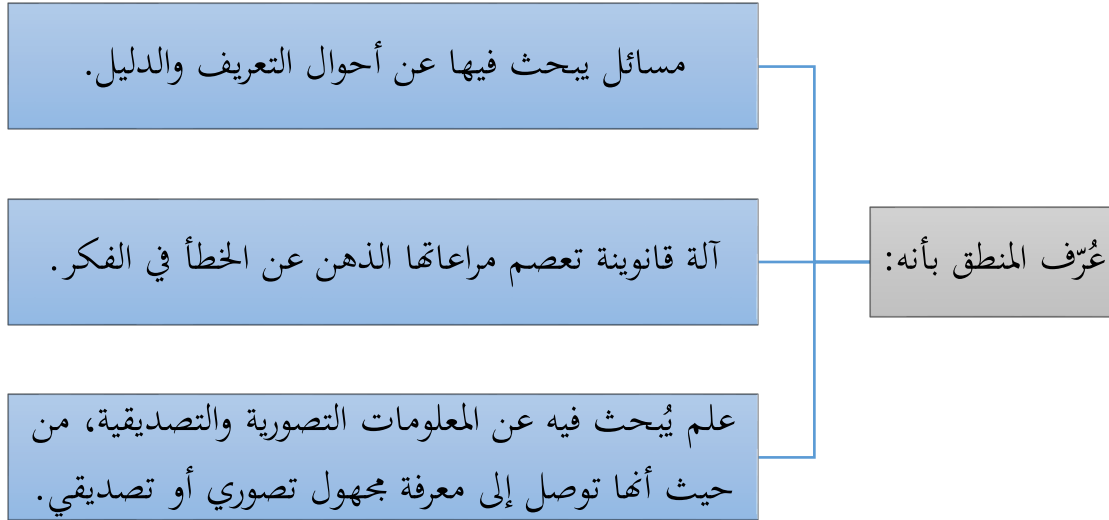 عُرّف المنطق بأنه:
مسائل يبحث فيها عن أحوال التعريف والدليل.
آلة قانوينة تعصم مراعاتها الذهن عن الخطأ في الفكر.
علم يُبحث فيه عن المعلومات التصورية والتصديقية، من
حيث أنها توصل إلى معرفة مجهول تصوري أو تصديقي.